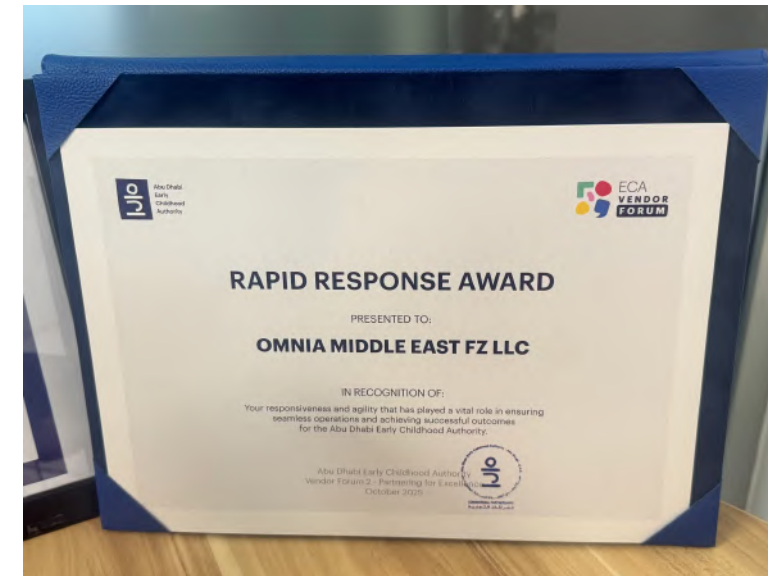 Abu Dhabi
Early
Childhood
Authority
ECA
VENDOR
FORUM
RAPID RESPONSE AWARD
PRESENTED TO:
OMNIA MIDDLE EAST FZ LLC
IN RECOGNITION OF:
Your responsiveness and agility that has played a vital role in ensuring
seamless operations and achieving successful outcomes
for the Abu Dhabi Early Childhood Authority.
Abu Dhabi Early Childhood Authority
Vendor Forum 2 - Partnering for Excellence
October 2025